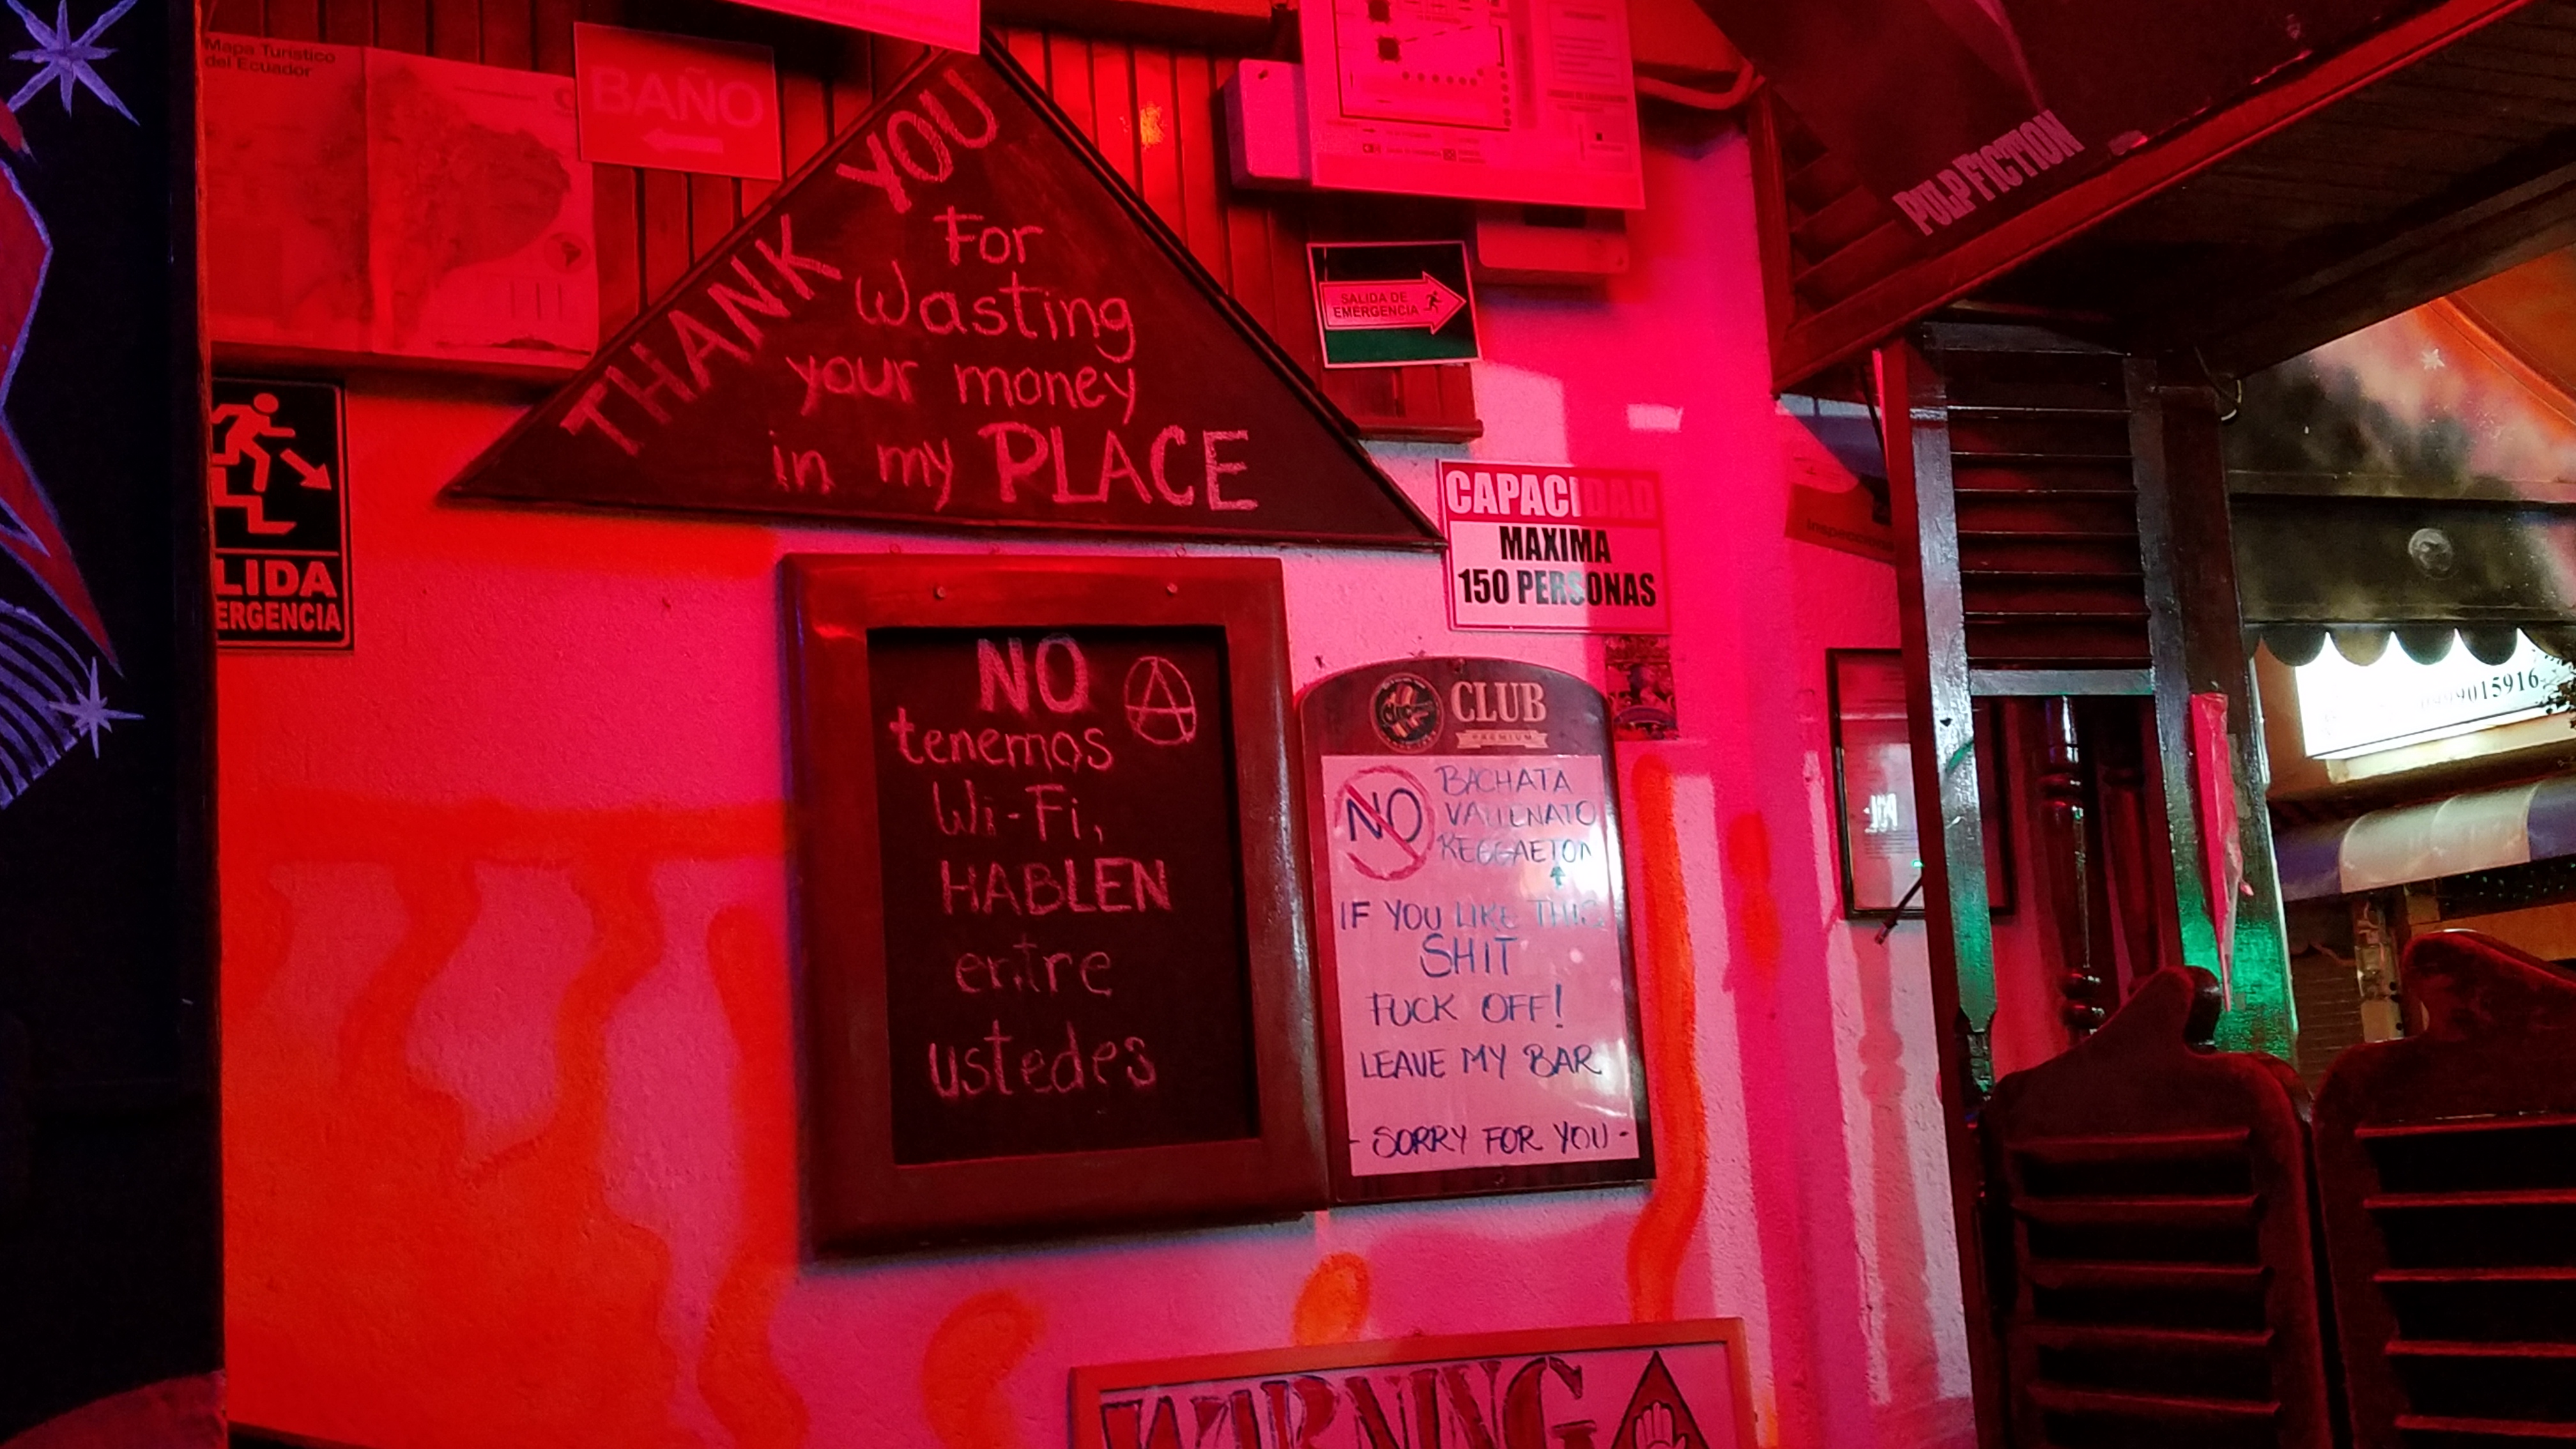 Mapa Turístico
del Ecuador
BAÑO
THANK YOU
For
Wasting
your money
in my PLACE
SALIDA DE
EMERGENCIA
PULP FICTION
LIDA
ERGENCIA
CAPACIDAD
MAXIMA
150 PERSONAS
NO
tenemos
Wi-Fi,
HABLEN
entre
ustedes
CLUB
PREMIUM
NO
BACHATA
VALLENATO
REGGAETON
IF YOU LIKE THIS
SHIT
FUCK OFF!
LEAVE MY BAR
- SORRY FOR YOU -
9015916
WARNING